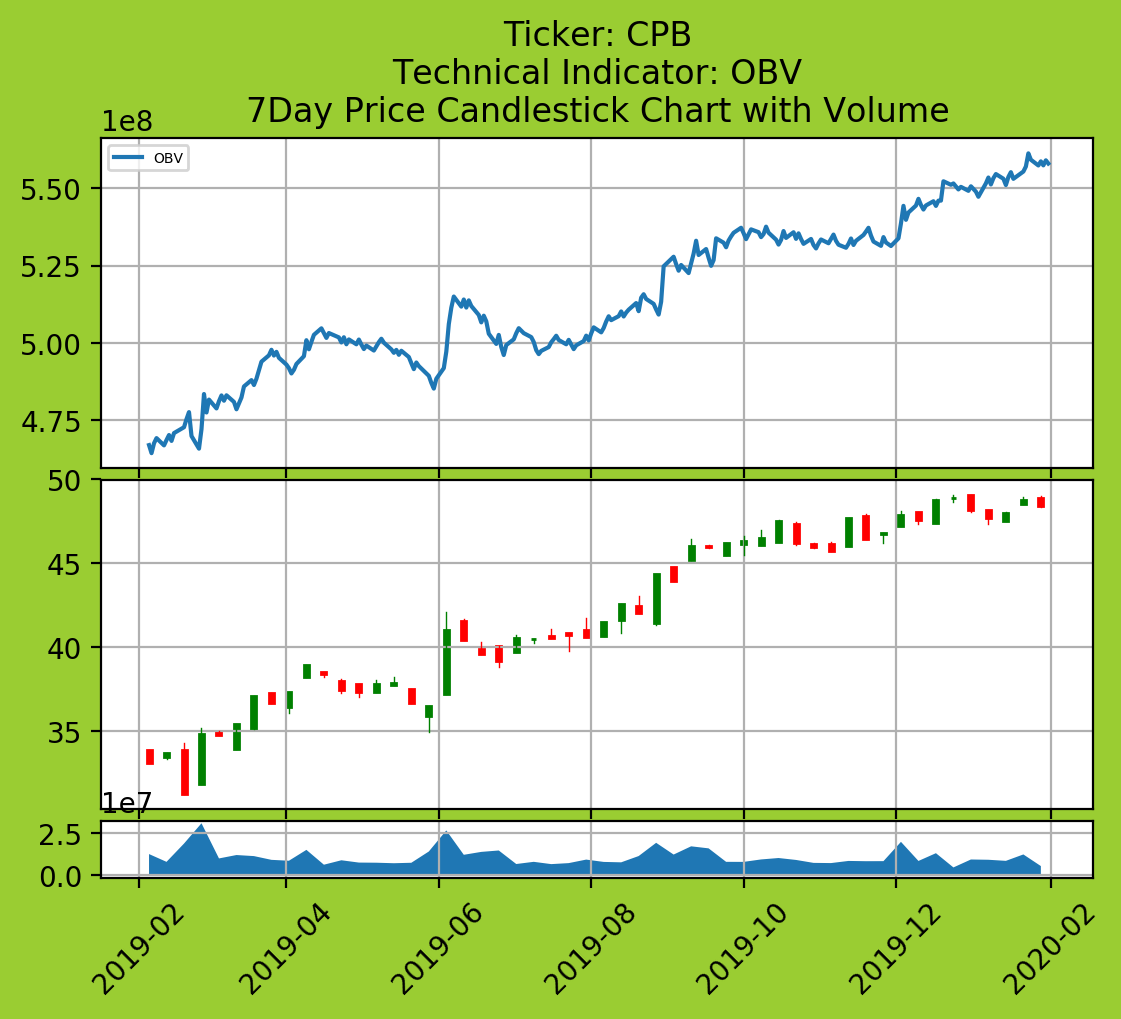 Ticker: CPB
Technical Indicator: OBV
7Day Price Candlestick Chart with Volume
1e8
OBV
5.50
5.25
5.00
4.75
50
45
40
35
1e7
2.5
0.0
2019-02
2019-04
2019-06
2019-08
2019-10
2019-12
2020-02